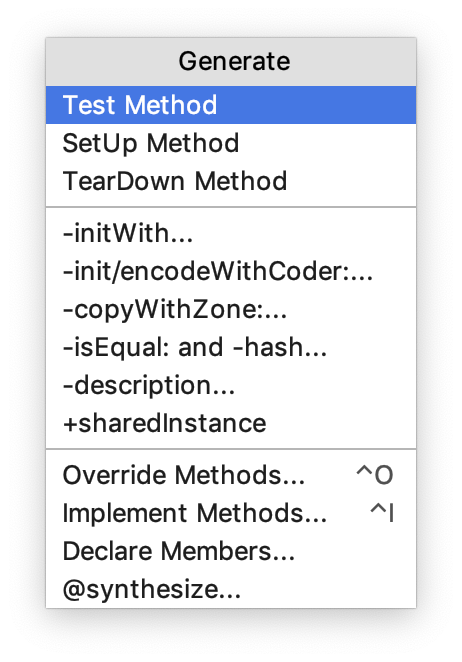 Generate
Test Method
SetUp Method
TearDown Method
-initWith...
-init/encodeWithCoder:...
-copyWithZone:...
-isEqual: and -hash...
-description...
+sharedInstance
Override Methods... ^O
Implement Methods... ^I
Declare Members...
@synthesize...